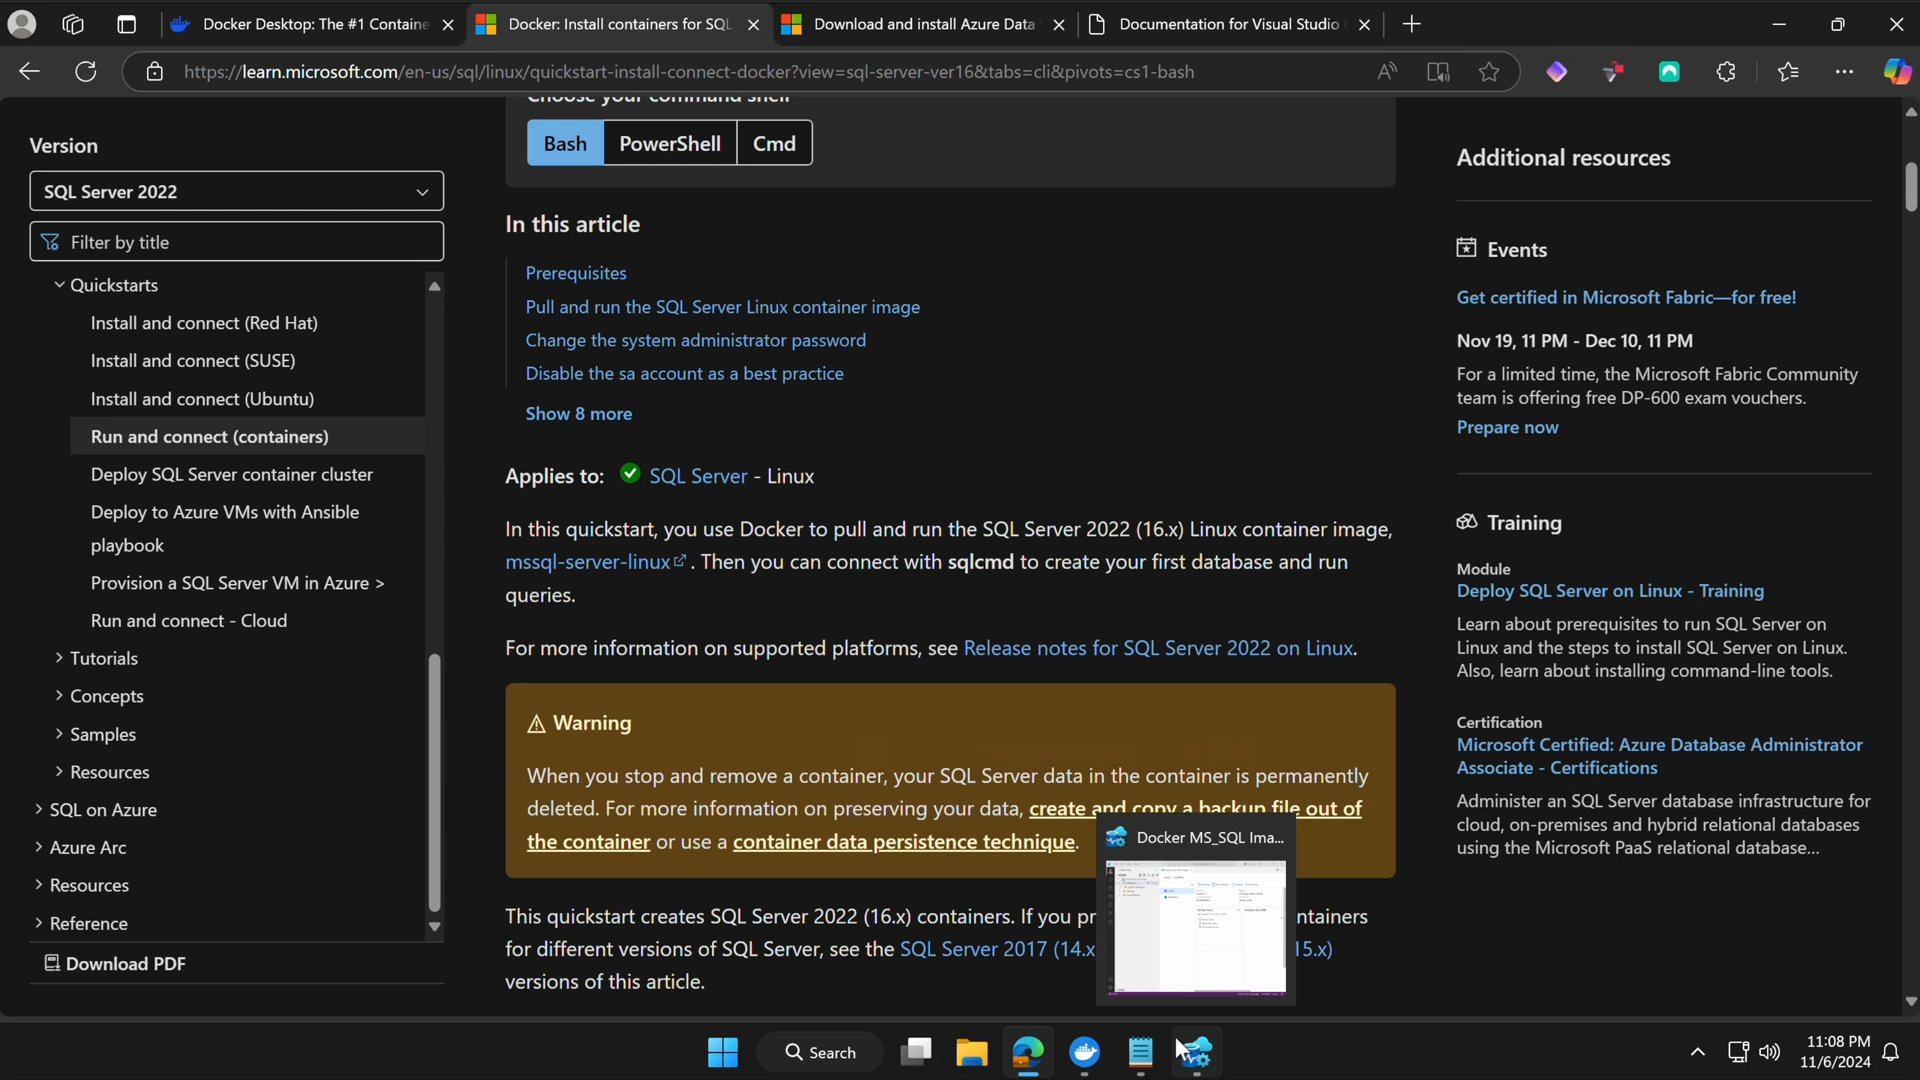 Docker Desktop: The #1 Containe
Docker: Install containers for SQL
Download and install Azure Data
Documentation for Visual Studio
https://learn.microsoft.com/en-us/sql/linux/quickstart-install-connect-docker?view=sql-server-ver16&tabs=cli&pivots=cs1-bash
Version
SQL Server 2022
Filter by title
Quickstarts
Install and connect (Red Hat)
Install and connect (SUSE)
Install and connect (Ubuntu)
Run and connect (containers)
Deploy SQL Server container cluster
Deploy to Azure VMs with Ansible
playbook
Provision a SQL Server VM in Azure >
Run and connect - Cloud
Tutorials
Concepts
Samples
Resources
SQL on Azure
Azure Arc
Resources
Reference
Download PDF
Choose your command shell
Bash
PowerShell
Cmd
In this article
Prerequisites
Pull and run the SQL Server Linux container image
Change the system administrator password
Disable the sa account as a best practice
Show 8 more
Applies to: SQL Server - Linux
In this quickstart, you use Docker to pull and run the SQL Server 2022 (16.x) Linux container image,
mssql-server-linux. Then you can connect with sqlcmd to create your first database and run
queries.
For more information on supported platforms, see Release notes for SQL Server 2022 on Linux.
Warning
When you stop and remove a container, your SQL Server data in the container is permanently
deleted. For more information on preserving your data, create and copy a backup file out of
the container or use a container data persistence technique.
This quickstart creates SQL Server 2022 (16.x) containers. If you pr
ntainers
for different versions of SQL Server, see the SQL Server 2017 (14.x
15.x)
versions of this article.
Docker MS_SQL Ima...
Additional resources
Events
Get certified in Microsoft Fabric—for free!
Nov 19, 11 PM - Dec 10, 11 PM
For a limited time, the Microsoft Fabric Community
team is offering free DP-600 exam vouchers.
Prepare now
Training
Module
Deploy SQL Server on Linux - Training
Learn about prerequisites to run SQL Server on
Linux and the steps to install SQL Server on Linux.
Also, learn about installing command-line tools.
Certification
Microsoft Certified: Azure Database Administrator
Associate - Certifications
Administer an SQL Server database infrastructure for
cloud, on-premises and hybrid relational databases
using the Microsoft PaaS relational database...
Search
11:08 PM
11/6/2024